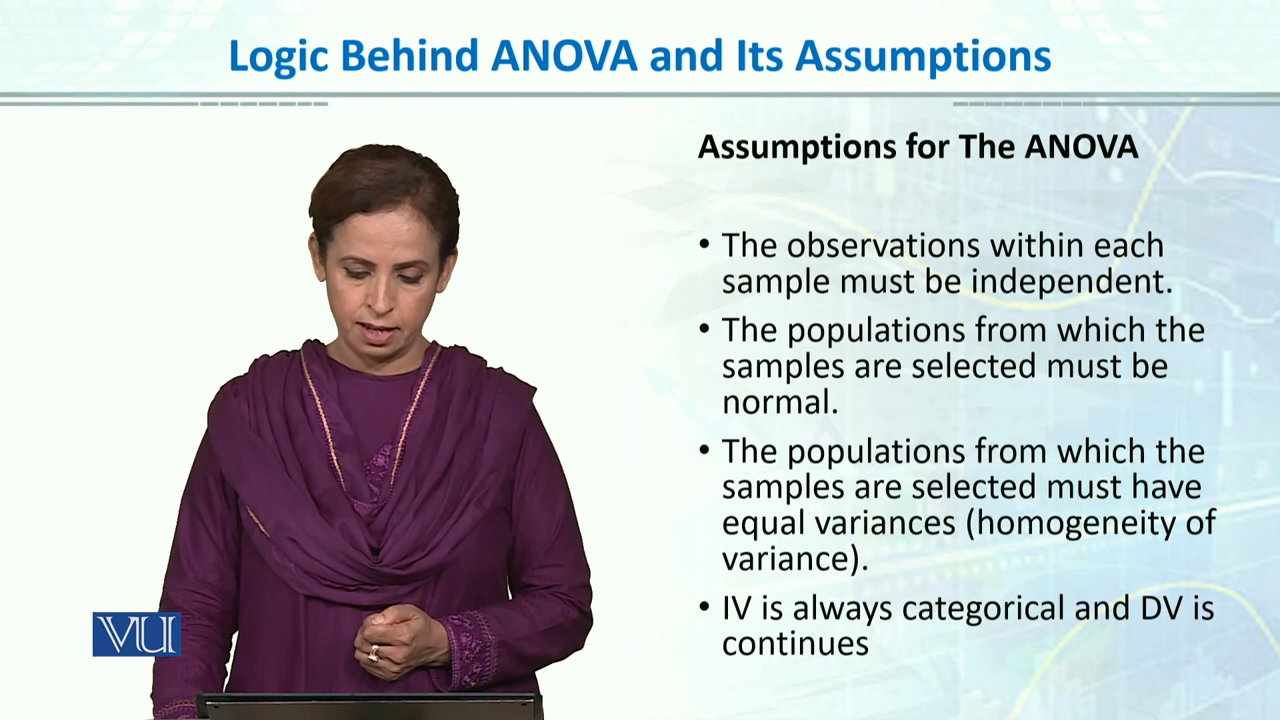 Logic Behind ANOVA and Its Assumptions
Assumptions for The ANOVA
• The observations within each
sample must be independent.
• The populations from which the
samples are selected must be
normal.
• The populations from which the
samples are selected must have
equal variances (homogeneity of
variance).
• IV is always categorical and DV is
continues
VU